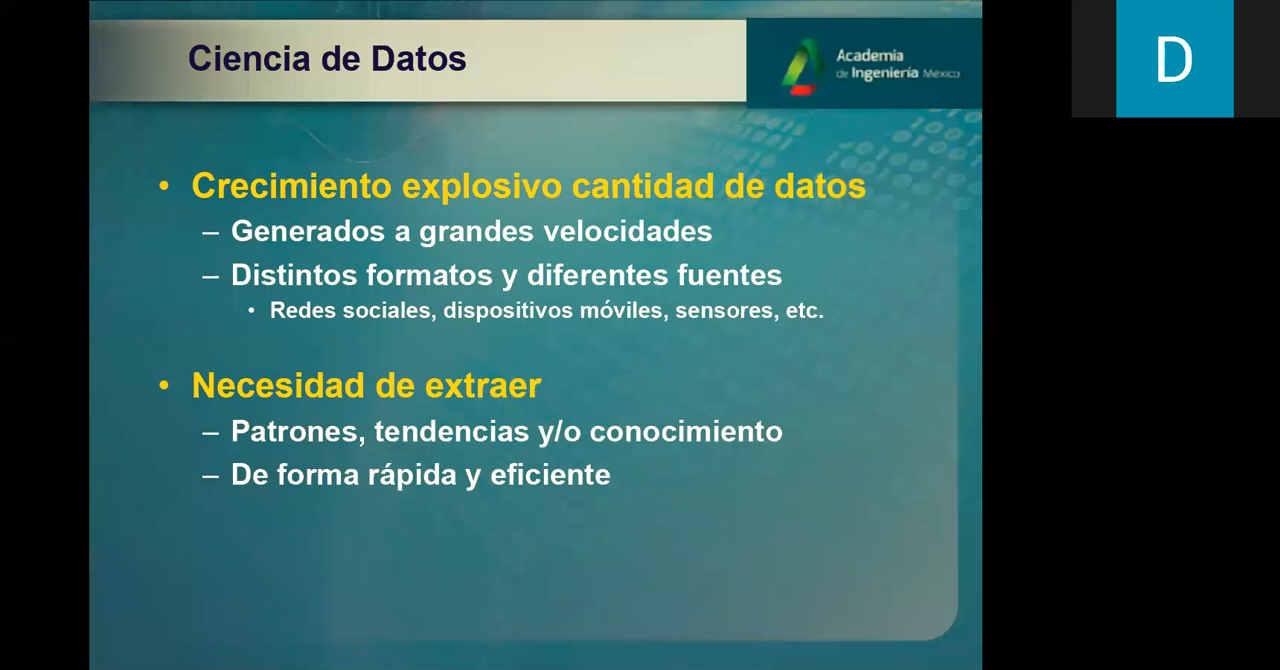 Ciencia de Datos
Academia
de Ingeniería México
D
• Crecimiento explosivo cantidad de datos
– Generados a grandes velocidades
– Distintos formatos y diferentes fuentes
• Redes sociales, dispositivos móviles, sensores, etc.
• Necesidad de extraer
– Patrones, tendencias y/o conocimiento
– De forma rápida y eficiente